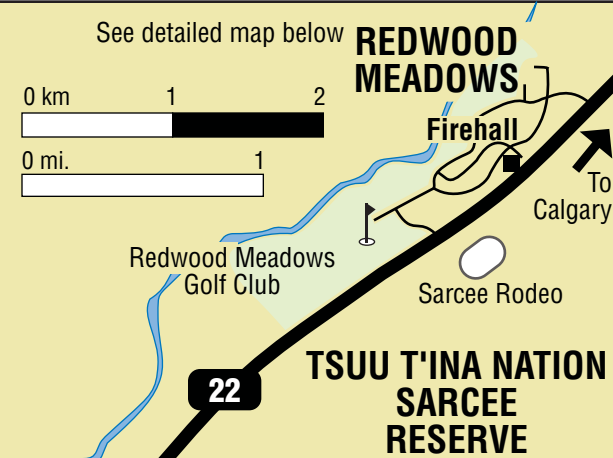 See detailed map below
REDWOOD
MEADOWS
0 km 1 2
Firehall
0 mi. 1
To
Calgary
Redwood Meadows
Golf Club
Sarcee Rodeo
TSUU T'INA NATION
SARCEE
RESERVE
22